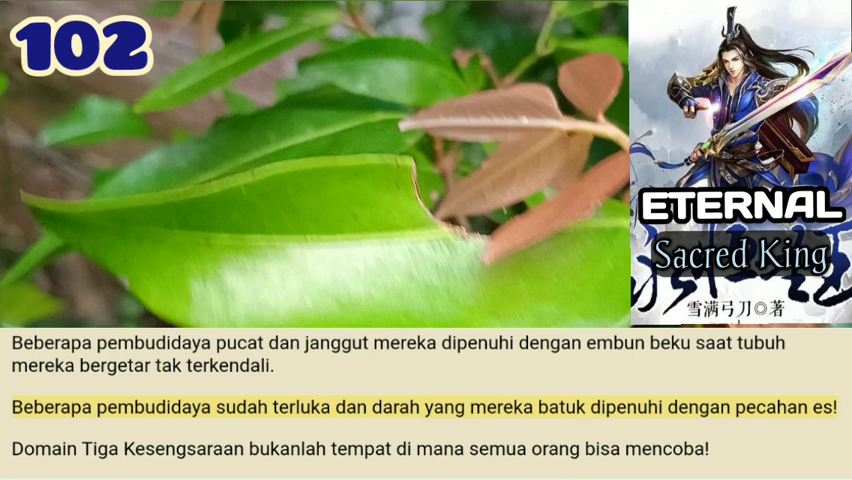 102
ETERNAL
Sacred King
雪满弓刀◎著
Beberapa pembudidaya pucat dan janggut mereka dipenuhi dengan embun beku saat tubuh
mereka bergetar tak terkendali.
Beberapa pembudidaya sudah terluka dan darah yang mereka batuk dipenuhi dengan pecahan es!
Domain Tiga Kesengsaraan bukanlah tempat di mana semua orang bisa mencoba!